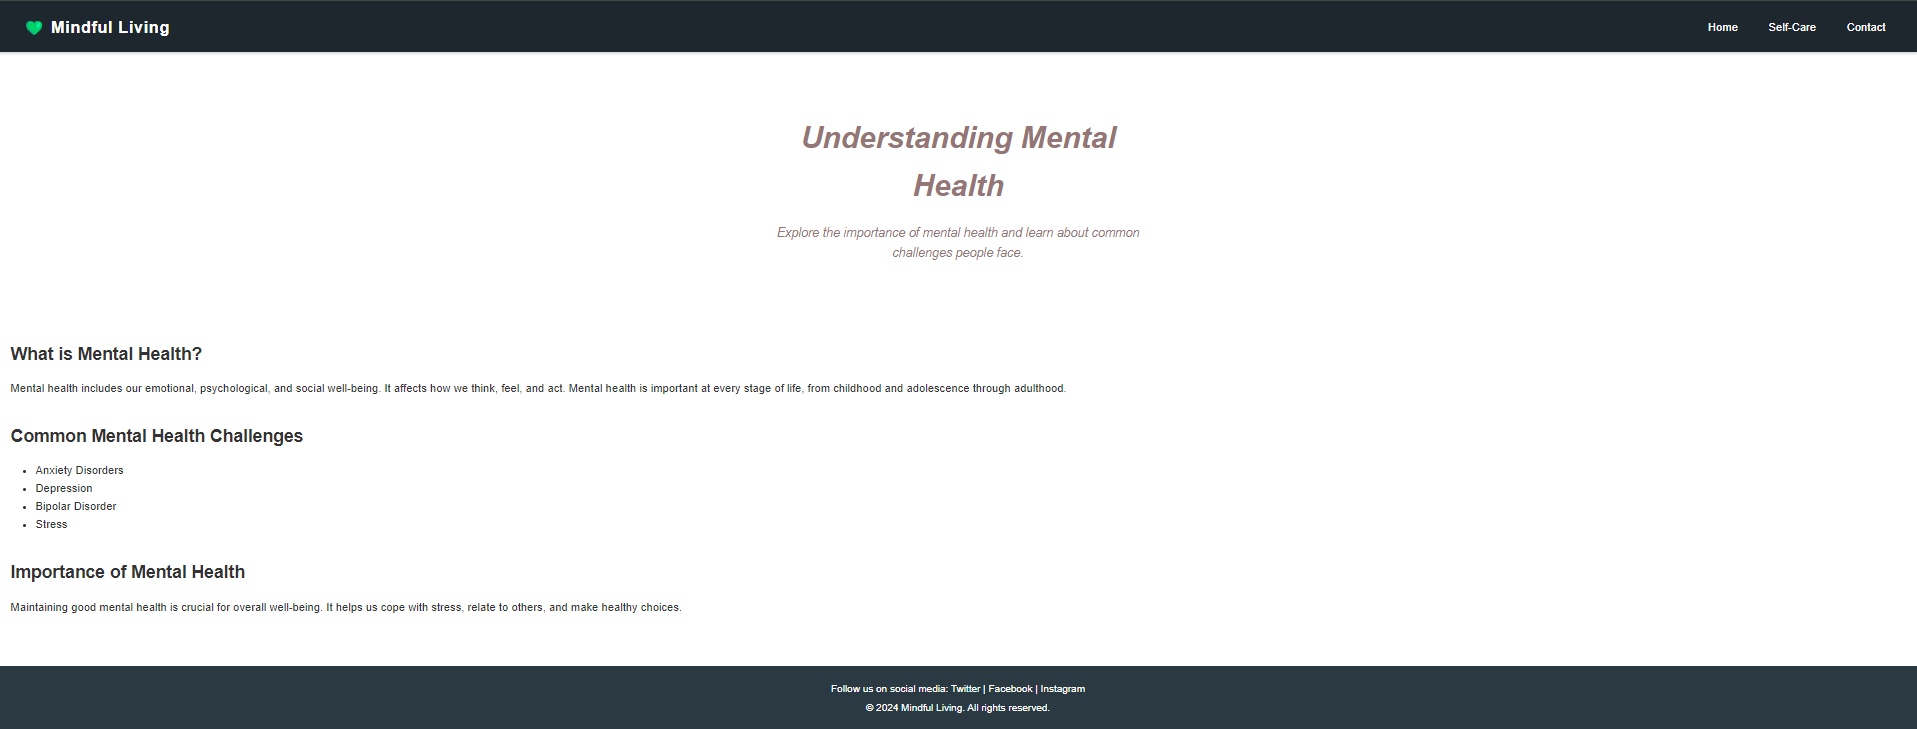 Mindful Living
Home Self-Care Contact
Understanding Mental
Health
Explore the importance of mental health and learn about common
challenges people face.
What is Mental Health?
Mental health includes our emotional, psychological, and social well-being. It affects how we think, feel, and act. Mental health is important at every stage of life, from childhood and adolescence through adulthood.
Common Mental Health Challenges
• Anxiety Disorders
• Depression
• Bipolar Disorder
• Stress
Importance of Mental Health
Maintaining good mental health is crucial for overall well-being. It helps us cope with stress, relate to others, and make healthy choices.
Follow us on social media: Twitter | Facebook | Instagram
© 2024 Mindful Living. All rights reserved.